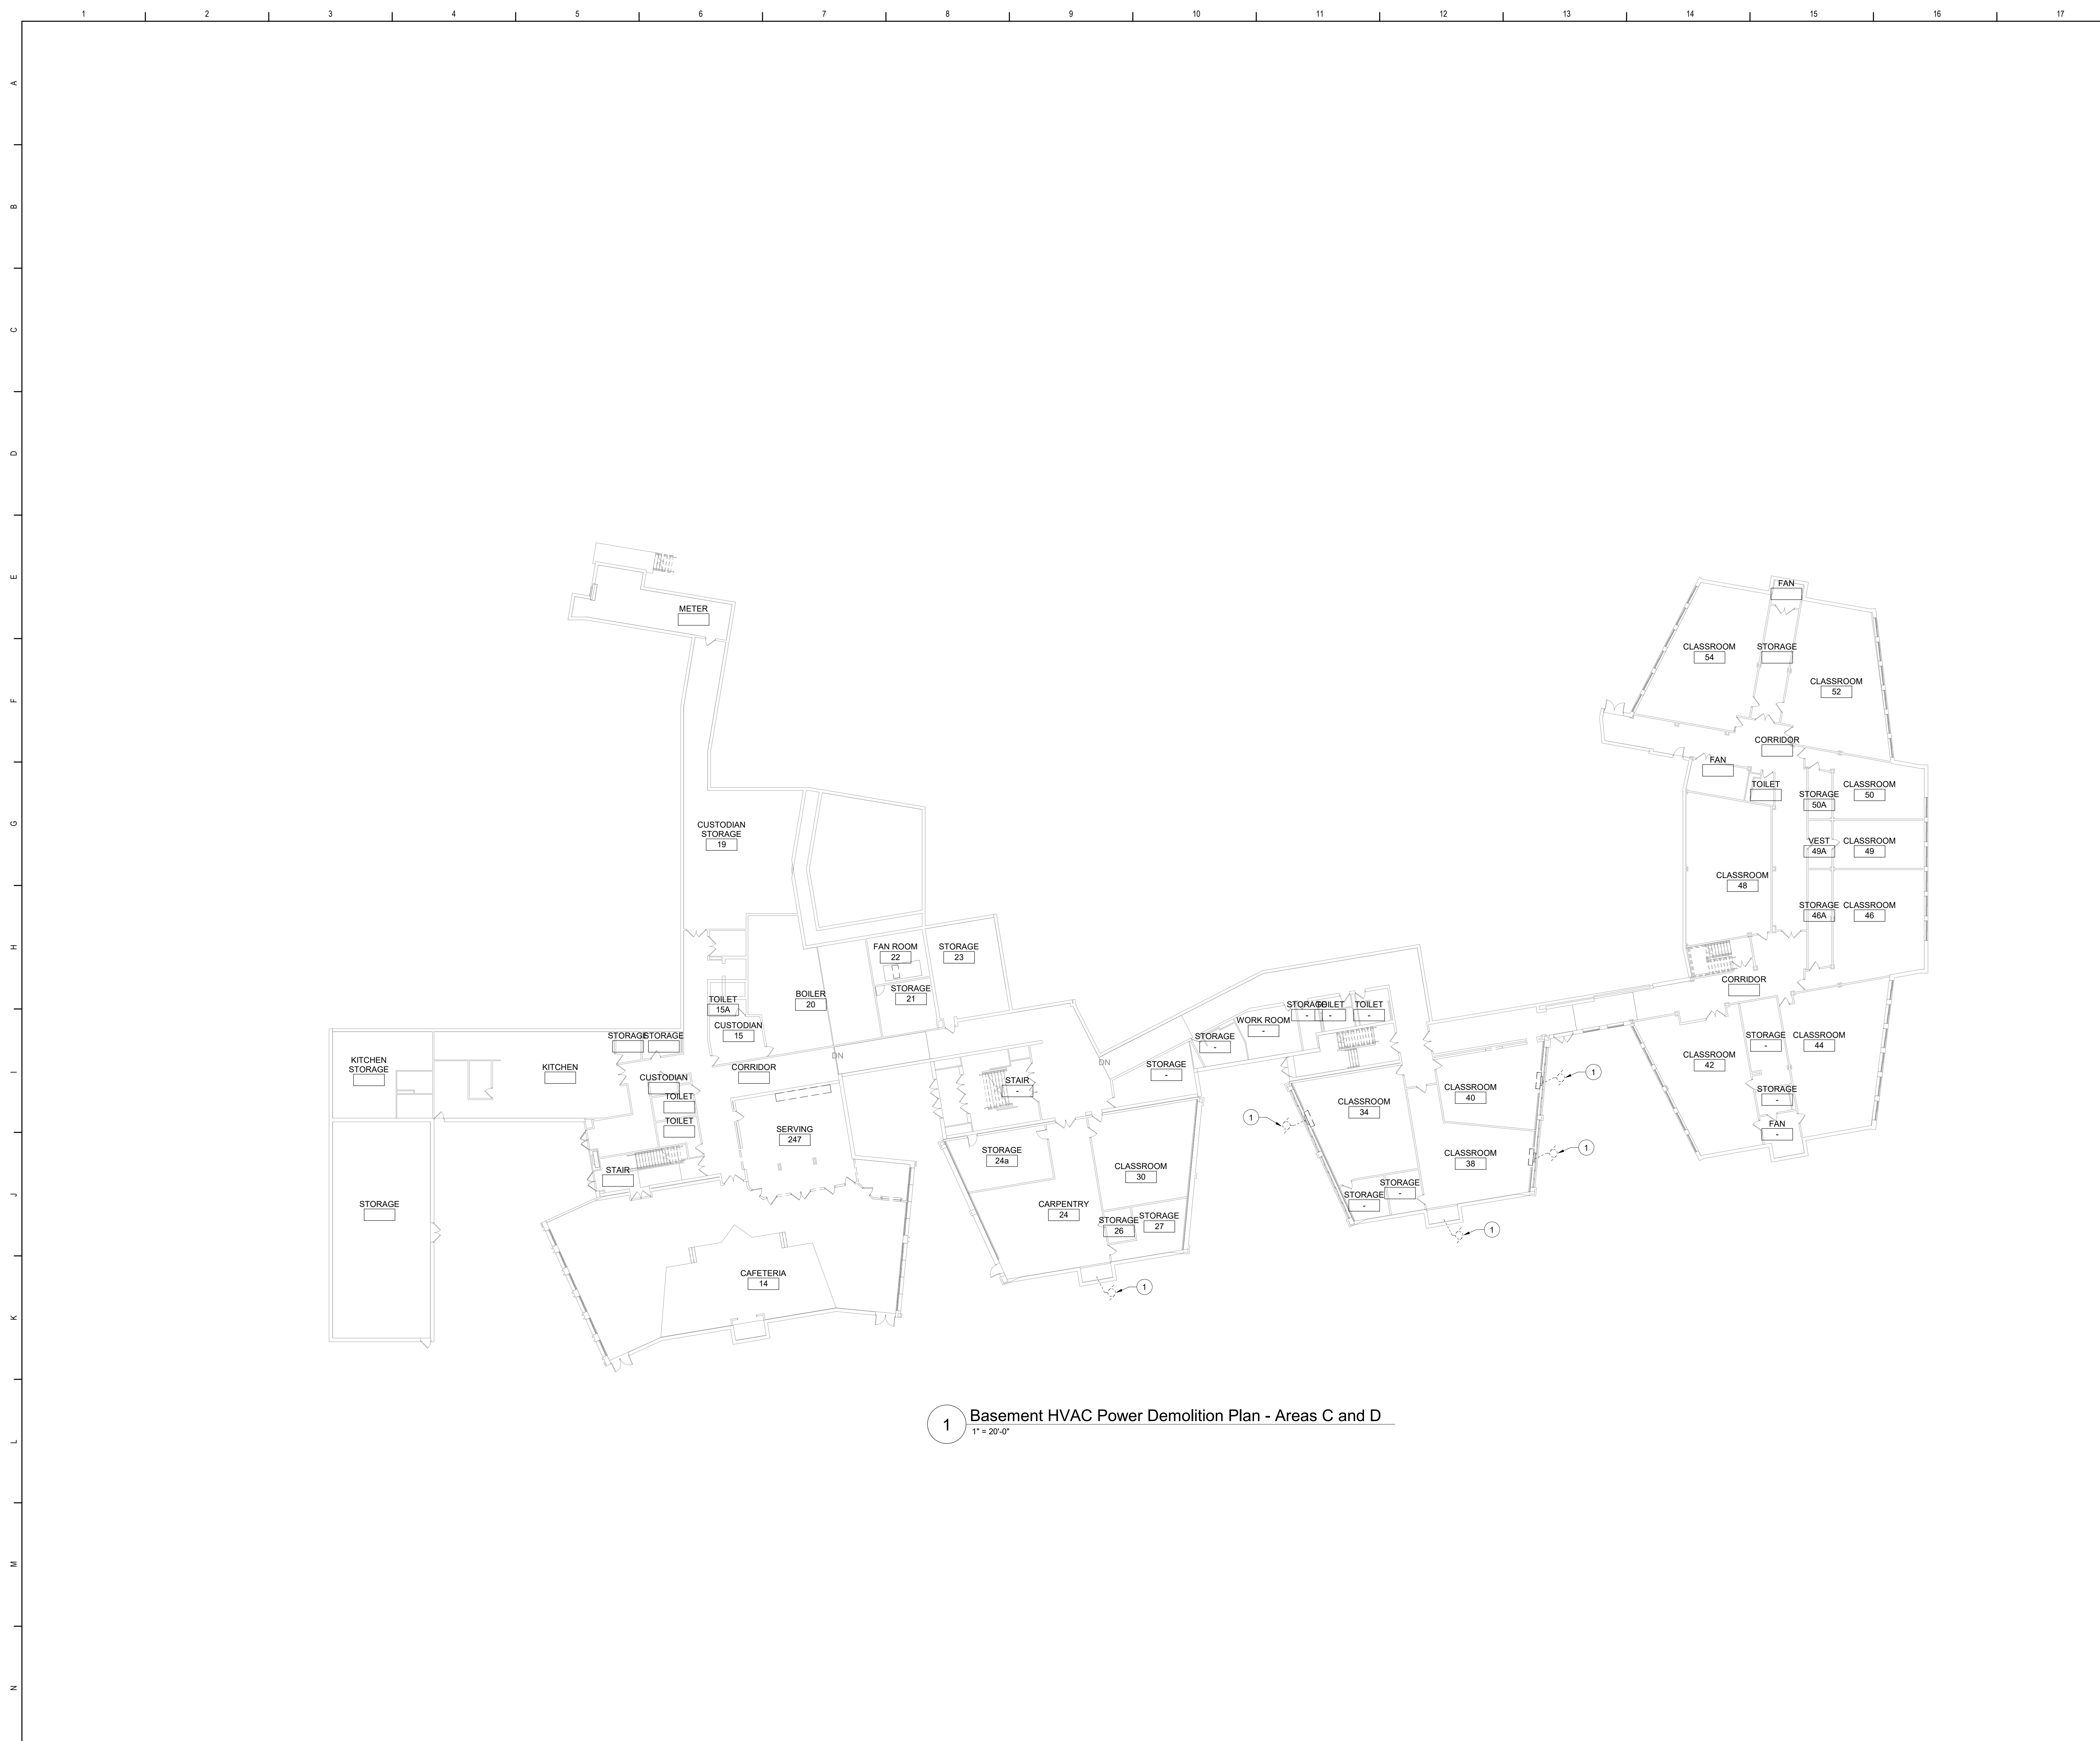 1 2 3 4 5 6 7 8 9 10 11 12 13 14 15 16 17
A
B
C
D
E
F
G
H
I
J
K
L
M
N
FAN
METER
CLASSROOM
54
STORAGE
CLASSROOM
52
CORRIDOR
FAN
TOILET
STORAGE
50A
CLASSROOM
50
CUSTODIAN
STORAGE
19
VEST
49A
CLASSROOM
49
CLASSROOM
48
STORAGE
46A
CLASSROOM
46
FAN ROOM
22
STORAGE
23
STORAGE
21
BOILER
20
TOILET
15A
CUSTODIAN
15
CORRIDOR
STORAGE
-
TOILET
-
TOILET
-
WORK ROOM
-
STORAGE
-
STORAGE
-
STORAGE
STORAGE
KITCHEN
STORAGE
KITCHEN
CUSTODIAN
TOILET
TOILET
CORRIDOR
DN
DN
STAIR
-
CLASSROOM
34
CLASSROOM
40
1
1
CLASSROOM
42
STORAGE
-
CLASSROOM
44
STORAGE
-
FAN
-
SERVING
247
STORAGE
24a
CLASSROOM
30
CLASSROOM
38
1
STAIR
STORAGE
CARPENTRY
24
STORAGE
26
STORAGE
27
STORAGE
-
STORAGE
-
1
CAFETERIA
14
1
1
Basement HVAC Power Demolition Plan - Areas C and D
1" = 20'-0"